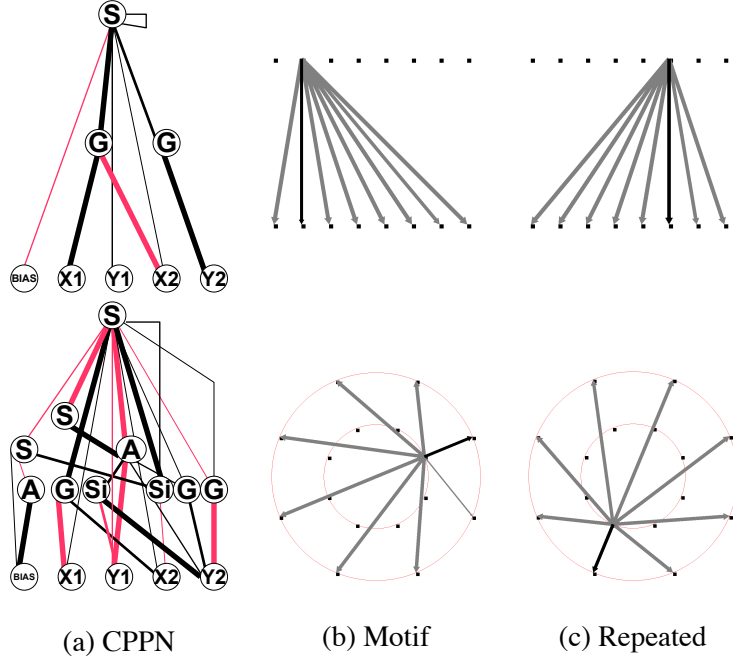 S
G G
BIAS X1 Y1 X2 Y2
S
S
S A
A G Si Si G G
BIAS X1 Y1 X2 Y2
(a) CPPN (b) Motif (c) Repeated